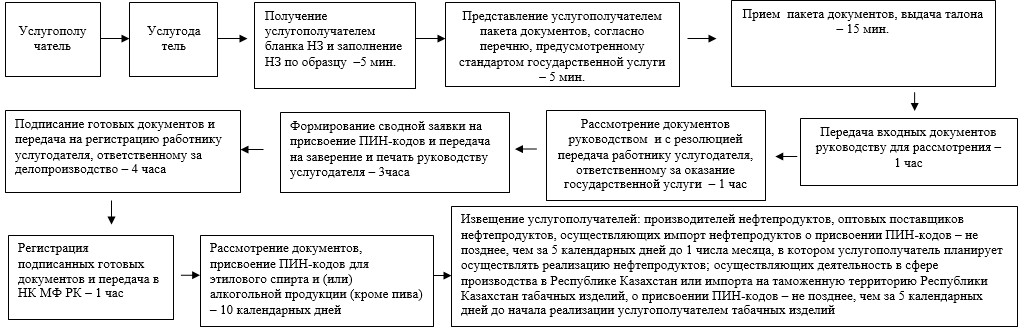 Услугополу
чатель
Услугода
тель
Получение
услугополучателем
бланка НЗ и заполнение
НЗ по образцу –5 мин.
Представление услугополучателем
пакета документов, согласно
перечню, предусмотренному
стандартом государственной услуги
– 5 мин.
Прием пакета документов, выдача талона
– 15 мин.
Передача входных документов
руководству для рассмотрения –
1 час
Рассмотрение документов
руководством и с резолюцией
передача работнику услугодателя,
ответственному за оказание
государственной услуги – 1 час
Формирование сводной заявки на
присвоение ПИН-кодов и передача
на заверение и печать руководству
услугодателя – 3часа
Подписание готовых документов и
передача на регистрацию работнику
услугодателя, ответственному за
делопроизводство – 4 часа
Регистрация
подписанных готовых
документов и передача в
НК МФ РК – 1 час
Рассмотрение документов,
присвоение ПИН-кодов для
этилового спирта и (или)
алкогольной продукции (кроме пива)
– 10 календарных дней
Извещение услугополучателей: производителей нефтепродуктов, оптовых поставщиков
нефтепродуктов, осуществляющих импорт нефтепродуктов о присвоении ПИН-кодов – не
позднее, чем за 5 календарных дней до 1 числа месяца, в котором услугополучатель планирует
осуществлять реализацию нефтепродуктов; осуществляющих деятельность в сфере
производства в Республике Казахстан или импорта на таможенную территорию Республики
Казахстан табачных изделий, о присвоении ПИН-кодов – не позднее, чем за 5 календарных
дней до начала реализации услугополучателем табачных изделий